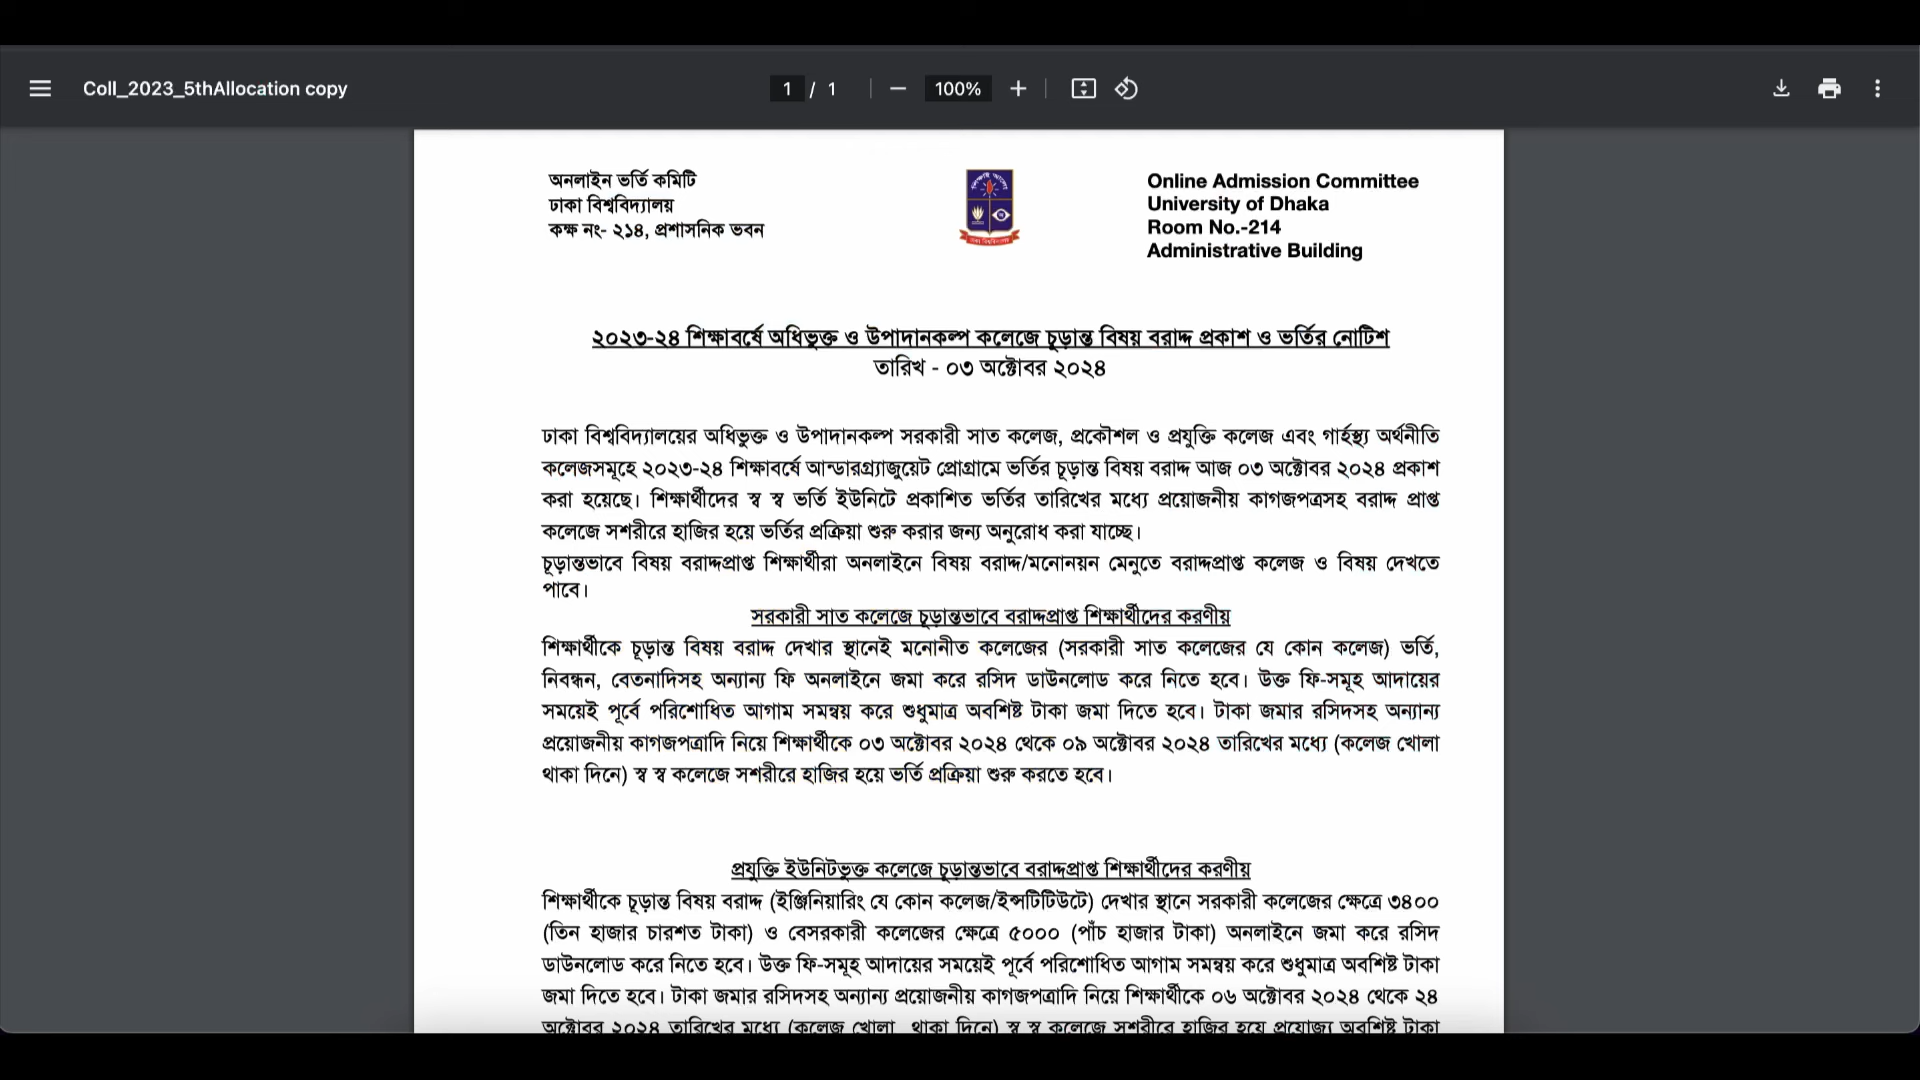 Coll_2023_5thAllocation copy
1 / 1
100%
অনলাইন ভর্তি কমিটি
ঢাকা বিশ্ববিদ্যালয়
কক্ষ নং- ২১৪, প্রশাসনিক ভবন
Online Admission Committee
University of Dhaka
Room No.-214
Administrative Building
২০২৩-২৪ শিক্ষাবর্ষে অধিভুক্ত ও উপাদানকল্প কলেজে চূড়ান্ত বিষয় বরাদ্দ প্রকাশ ও ভর্তির নোটিশ
তারিখ - ০৩ অক্টোবর ২০২৪
ঢাকা বিশ্ববিদ্যালয়ের অধিভুক্ত ও উপাদানকল্প সরকারী সাত কলেজ, প্রকৌশল ও প্রযুক্তি কলেজ এবং গার্হস্থ্য অর্থনীতি
কলেজসমূহে ২০২৩-২৪ শিক্ষাবর্ষে আন্ডারগ্র্যাজুয়েট প্রোগ্রামে ভর্তির চূড়ান্ত বিষয় বরাদ্দ আজ ০৩ অক্টোবর ২০২৪ প্রকাশ
করা হয়েছে। শিক্ষার্থীদের স্ব স্ব ভর্তি ইউনিটে প্রকাশিত ভর্তির তারিখের মধ্যে প্রয়োজনীয় কাগজপত্রসহ বরাদ্দ প্রাপ্ত
কলেজে সশরীরে হাজির হয়ে ভর্তির প্রক্রিয়া শুরু করার জন্য অনুরোধ করা যাচ্ছে।
চূড়ান্তভাবে বিষয় বরাদ্দপ্রাপ্ত শিক্ষার্থীরা অনলাইনে বিষয় বরাদ্দ/মনোনয়ন মেনুতে বরাদ্দপ্রাপ্ত কলেজ ও বিষয় দেখতে
পাবে।
সরকারী সাত কলেজে চূড়ান্তভাবে বরাদ্দপ্রাপ্ত শিক্ষার্থীদের করণীয়
শিক্ষার্থীকে চূড়ান্ত বিষয় বরাদ্দ দেখার স্থানেই মনোনীত কলেজের (সরকারী সাত কলেজের যে কোন কলেজ) ভর্তি,
নিবন্ধন, বেতনাদিসহ অন্যান্য ফি অনলাইনে জমা করে রসিদ ডাউনলোড করে নিতে হবে। উক্ত ফি-সমূহ আদায়ের
সময়েই পূর্বে পরিশোধিত আগাম সমন্বয় করে শুধুমাত্র অবশিষ্ট টাকা জমা দিতে হবে। টাকা জমার রসিদসহ অন্যান্য
প্রয়োজনীয় কাগজপত্রাদি নিয়ে শিক্ষার্থীকে ০৩ অক্টোবর ২০২৪ থেকে ০৯ অক্টোবর ২০২৪ তারিখের মধ্যে (কলেজ খোলা
থাকা দিনে) স্ব স্ব কলেজে সশরীরে হাজির হয়ে ভর্তি প্রক্রিয়া শুরু করতে হবে।
প্রযুক্তি ইউনিটভুক্ত কলেজে চূড়ান্তভাবে বরাদ্দপ্রাপ্ত শিক্ষার্থীদের করণীয়
শিক্ষার্থীকে চূড়ান্ত বিষয় বরাদ্দ (ইঞ্জিনিয়ারিং যে কোন কলেজ/ইন্সটিটিউটে) দেখার স্থানে সরকারী কলেজের ক্ষেত্রে ৩৪০০
(তিন হাজার চারশত টাকা) ও বেসরকারী কলেজের ক্ষেত্রে ৫০০০ (পাঁচ হাজার টাকা) অনলাইনে জমা করে রসিদ
ডাউনলোড করে নিতে হবে। উক্ত ফি-সমূহ আদায়ের সময়েই পূর্বে পরিশোধিত আগাম সমন্বয় করে শুধুমাত্র অবশিষ্ট টাকা
জমা দিতে হবে। টাকা জমার রসিদসহ অন্যান্য প্রয়োজনীয় কাগজপত্রাদি নিয়ে শিক্ষার্থীকে ০৬ অক্টোবর ২০২৪ থেকে ২৪
অক্টোবর ২০২৪ তারিখের মধ্যে (কলেজ খোলা থাকা দিনে) স্ব স্ব কলেজে সশরীরে হাজির হয়ে প্রযোজ্য অবশিষ্ট টাকা